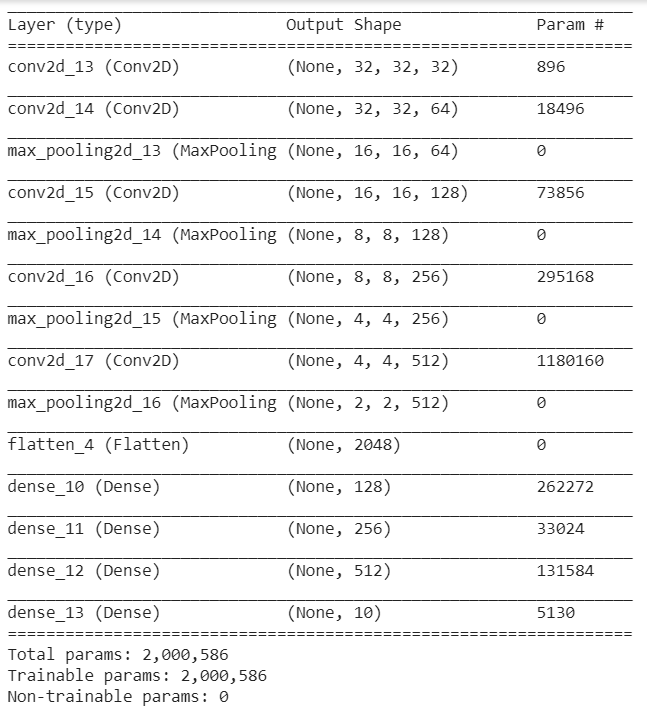 Layer (type) Output Shape Param #
conv2d_13 (Conv2D) (None, 32, 32, 32) 896
conv2d_14 (Conv2D) (None, 32, 32, 64) 18496
max_pooling2d_13 (MaxPooling (None, 16, 16, 64) 0
conv2d_15 (Conv2D) (None, 16, 16, 128) 73856
max_pooling2d_14 (MaxPooling (None, 8, 8, 128) 0
conv2d_16 (Conv2D) (None, 8, 8, 256) 295168
max_pooling2d_15 (MaxPooling (None, 4, 4, 256) 0
conv2d_17 (Conv2D) (None, 4, 4, 512) 1180160
max_pooling2d_16 (MaxPooling (None, 2, 2, 512) 0
flatten_4 (Flatten) (None, 2048) 0
dense_10 (Dense) (None, 128) 262272
dense_11 (Dense) (None, 256) 33024
dense_12 (Dense) (None, 512) 131584
dense_13 (Dense) (None, 10) 5130
Total params: 2,000,586
Trainable params: 2,000,586
Non-trainable params: 0